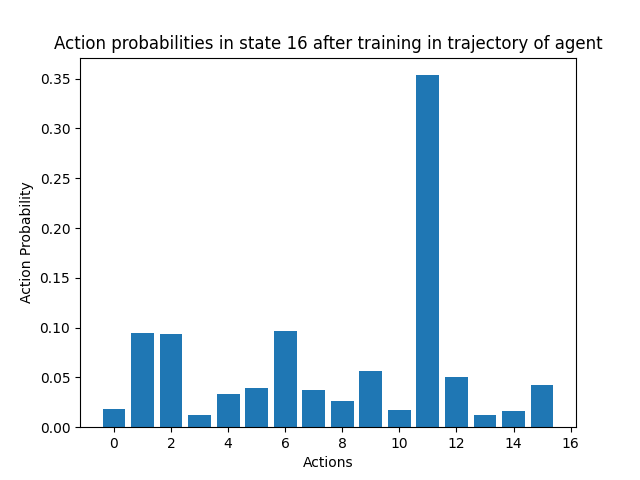 Action probabilities in state 16 after training in trajectory of agent
0.35
0.30
0.25
0.20
0.15
0.10
0.05
0.00
Action Probability
0 2 4 6 8 10 12 14 16
Actions